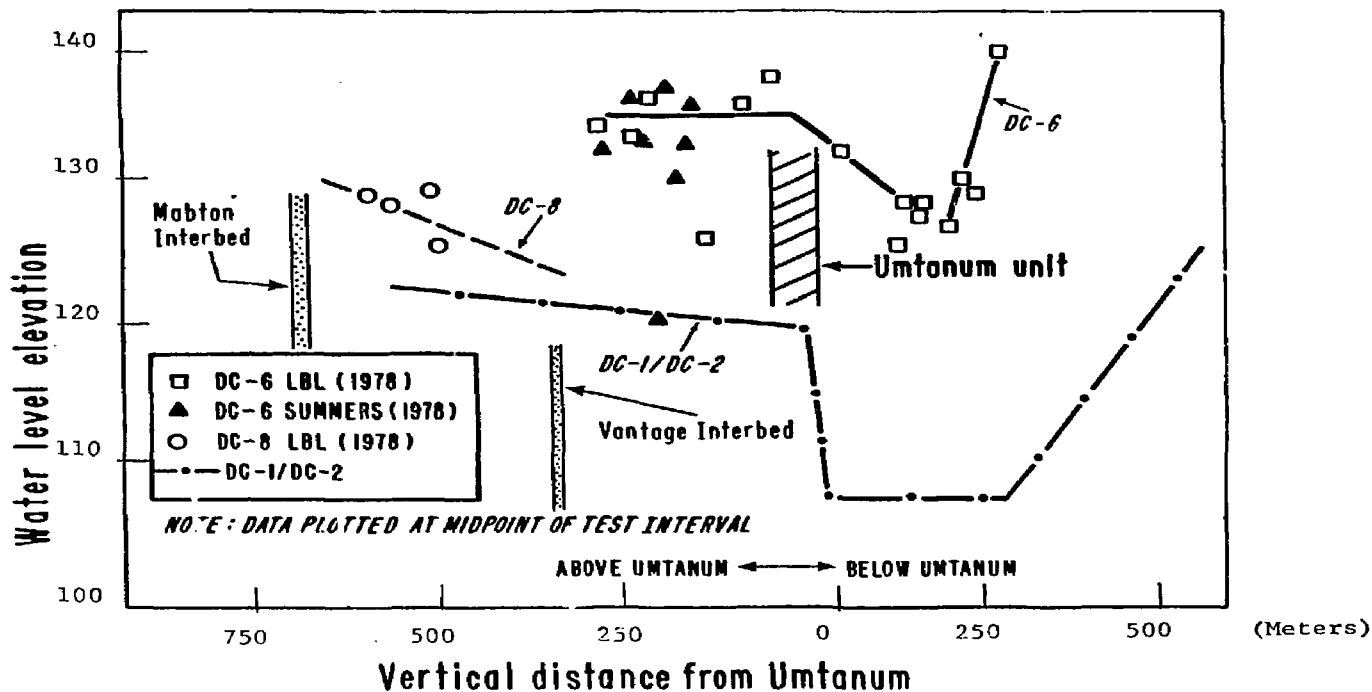 Water level elevation
140
130
120
110
100
DC-6
DC-8
Mabton
Interbed
Umtanum unit
DC-1/DC-2
DC-6 LBL (1978)
DC-6 SUMMERS (1978)
DC-8 LBL (1978)
DC-1/DC-2
Vantage Interbed
NOTE: DATA PLOTTED AT MIDPOINT OF TEST INTERVAL
ABOVE UMTANUM
BELOW UMTANUM
750
500
250
0
250
500
(Meters)
Vertical distance from Umtanum